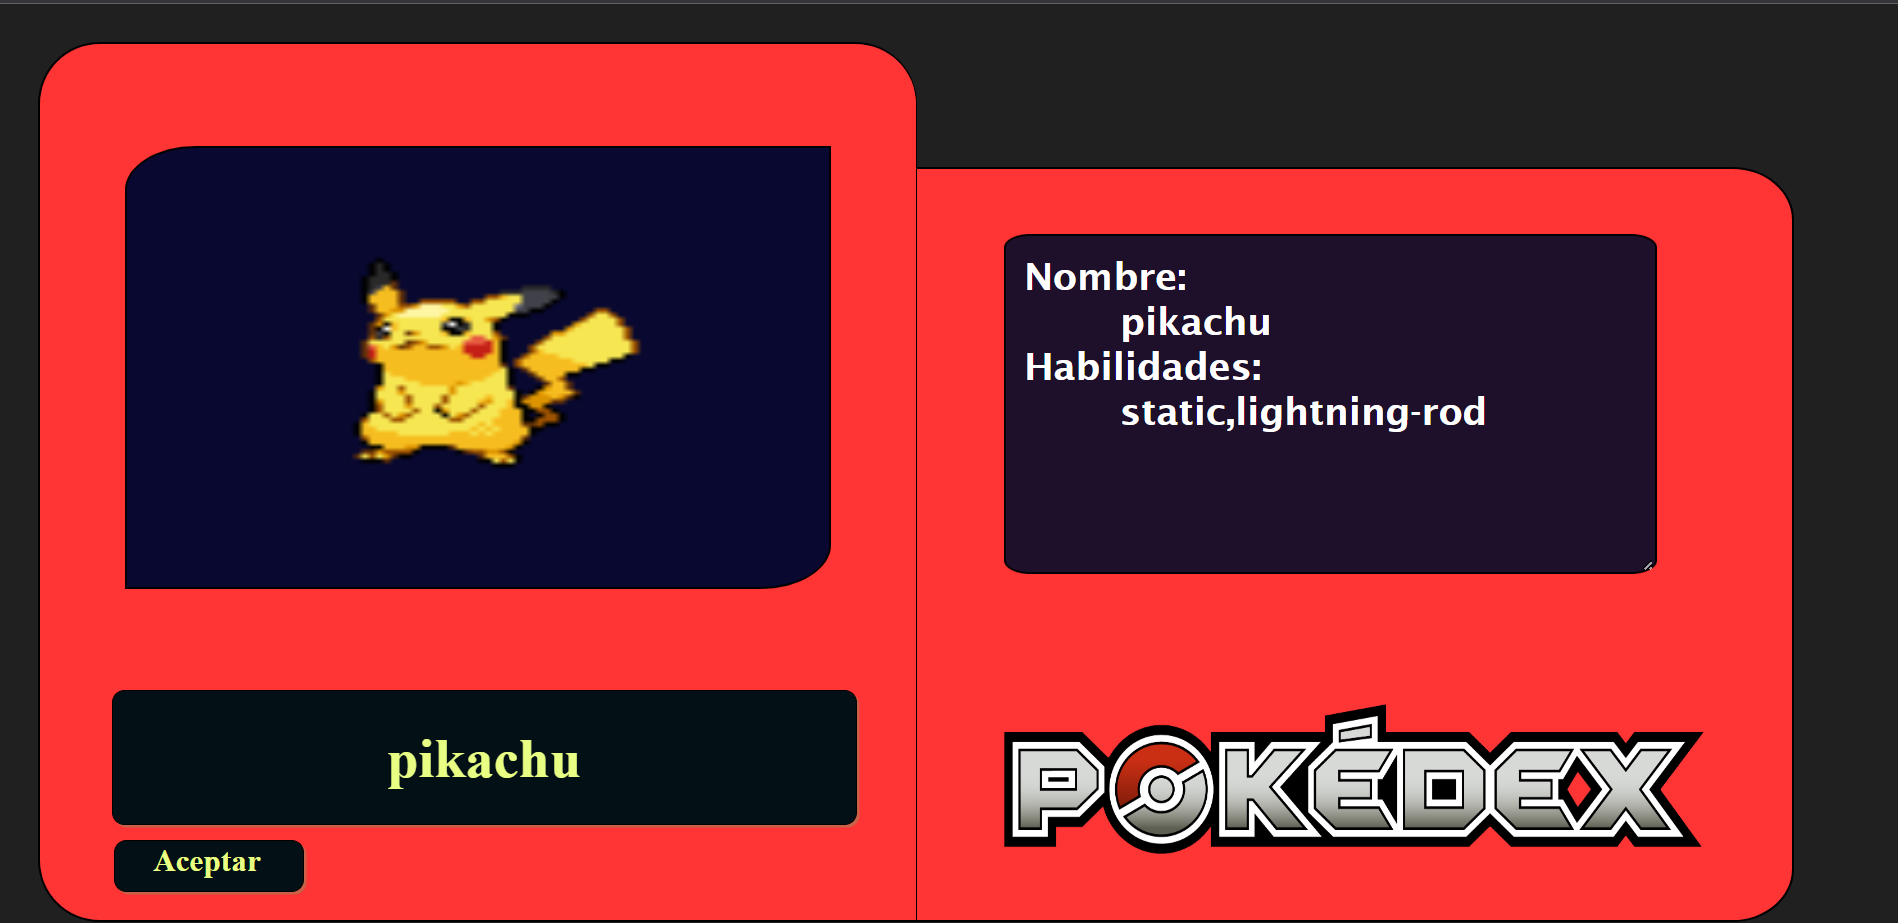 Nombre:
pikachu
Habilidades:
static,lightning-rod
pikachu
Aceptar
POKÉDEX